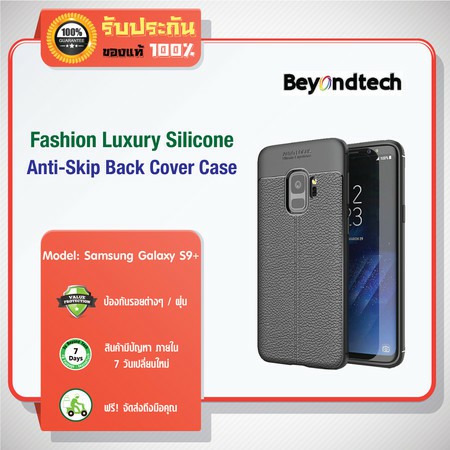 100%
GUARANTEE
รับประกัน
ของแท้ 100%
Beyondtech
Fashion Luxury Silicone
Anti-Skip Back Cover Case
Model: Samsung Galaxy S9+
VALUE
PROTECTION
ป้องกันรอยต่างๆ / ฝุ่น
7
Days
สินค้ามีปัญหา ภายใน
7 วันเปลี่ยนใหม่
ฟรี! จัดส่งถึงมือคุณ